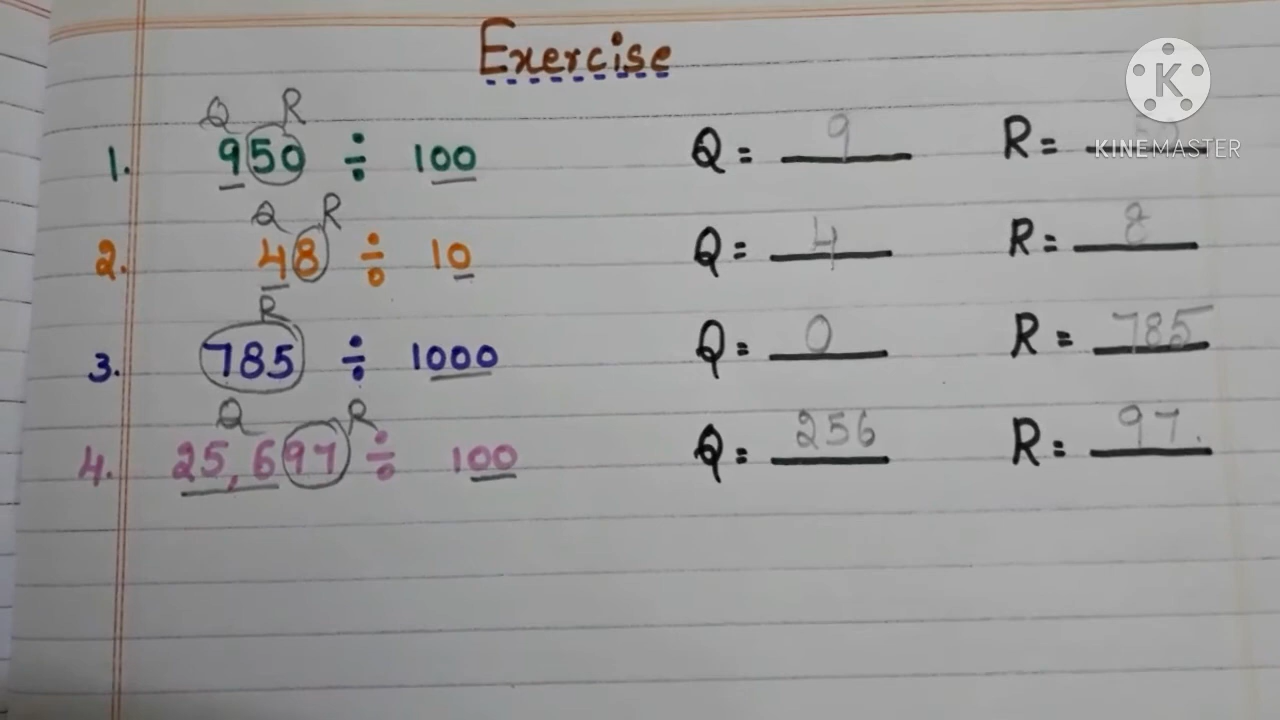 Exercise
Q R
1. 950 ÷ 100 Q = 9 R =
KINEMASTER
Q R
2. 48 ÷ 10 Q = 4 R = 8
R
3. 785 ÷ 1000 Q = 0 R = 785
Q R
4. 25,697 ÷ 100 Q = 256 R = 97.